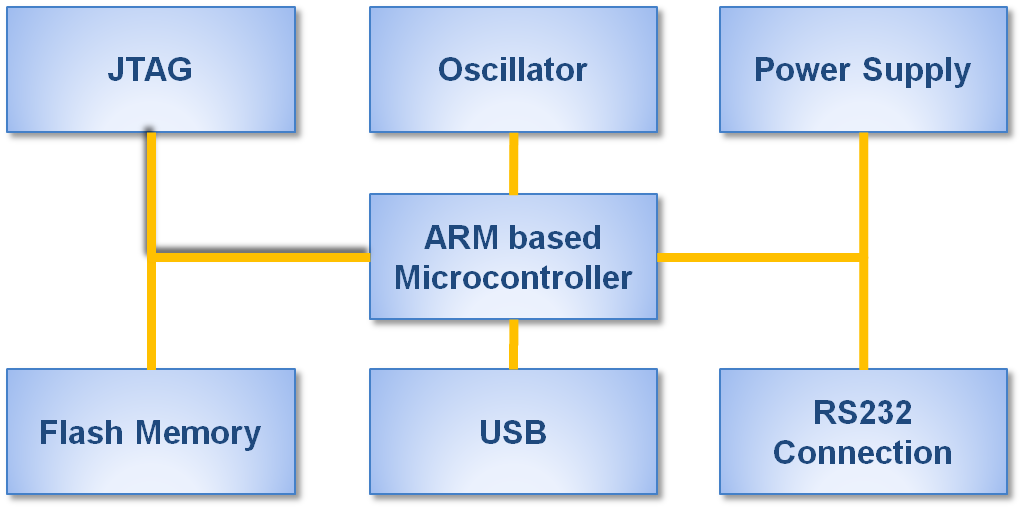 JTAG
Oscillator
Power Supply
ARM based
Microcontroller
Flash Memory
USB
RS232
Connection